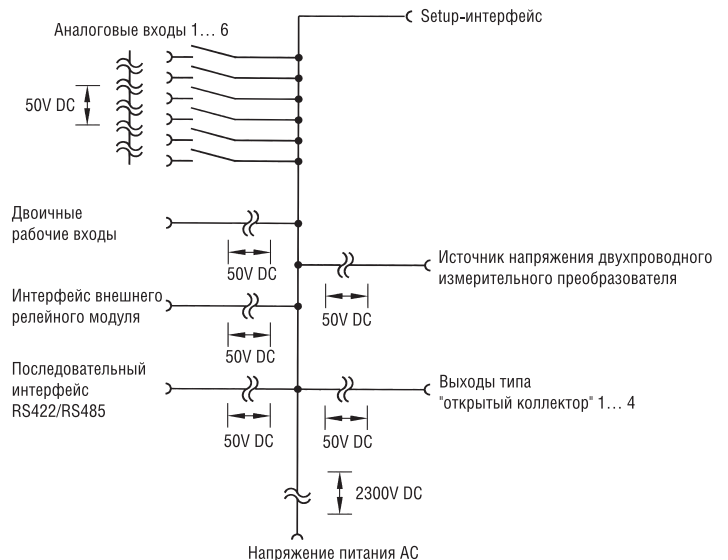 Setup-интерфейс
Аналоговые входы 1... 6
50V DC
Двоичные
рабочие входы
50V DC
Источник напряжения двухпроводного
измерительного преобразователя
50V DC
Интерфейс внешнего
релейного модуля
50V DC
Последовательный
интерфейс
RS422/RS485
50V DC
Выходы типа
"открытый коллектор" 1... 4
50V DC
2300V DC
Напряжение питания AC